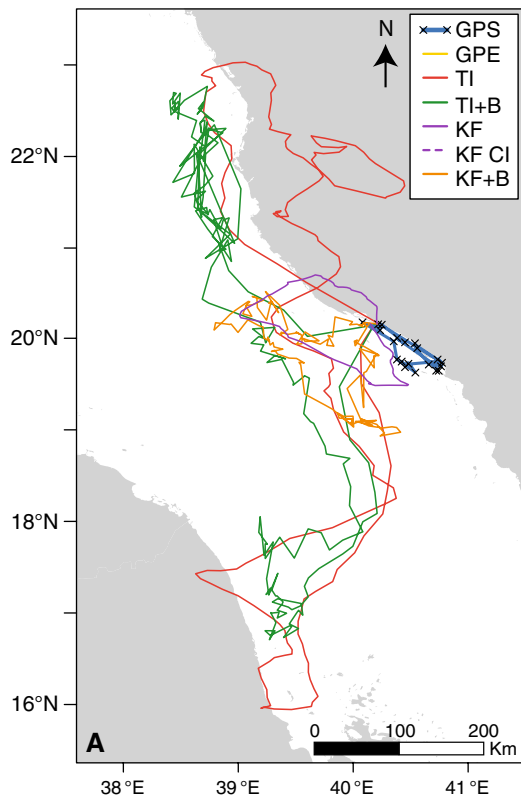 N
GPS
GPE
TI
TI+B
KF
KF CI
KF+B
22°N
20°N
18°N
16°N
A
0 100 200
Km
38°E 39°E 40°E 41°E